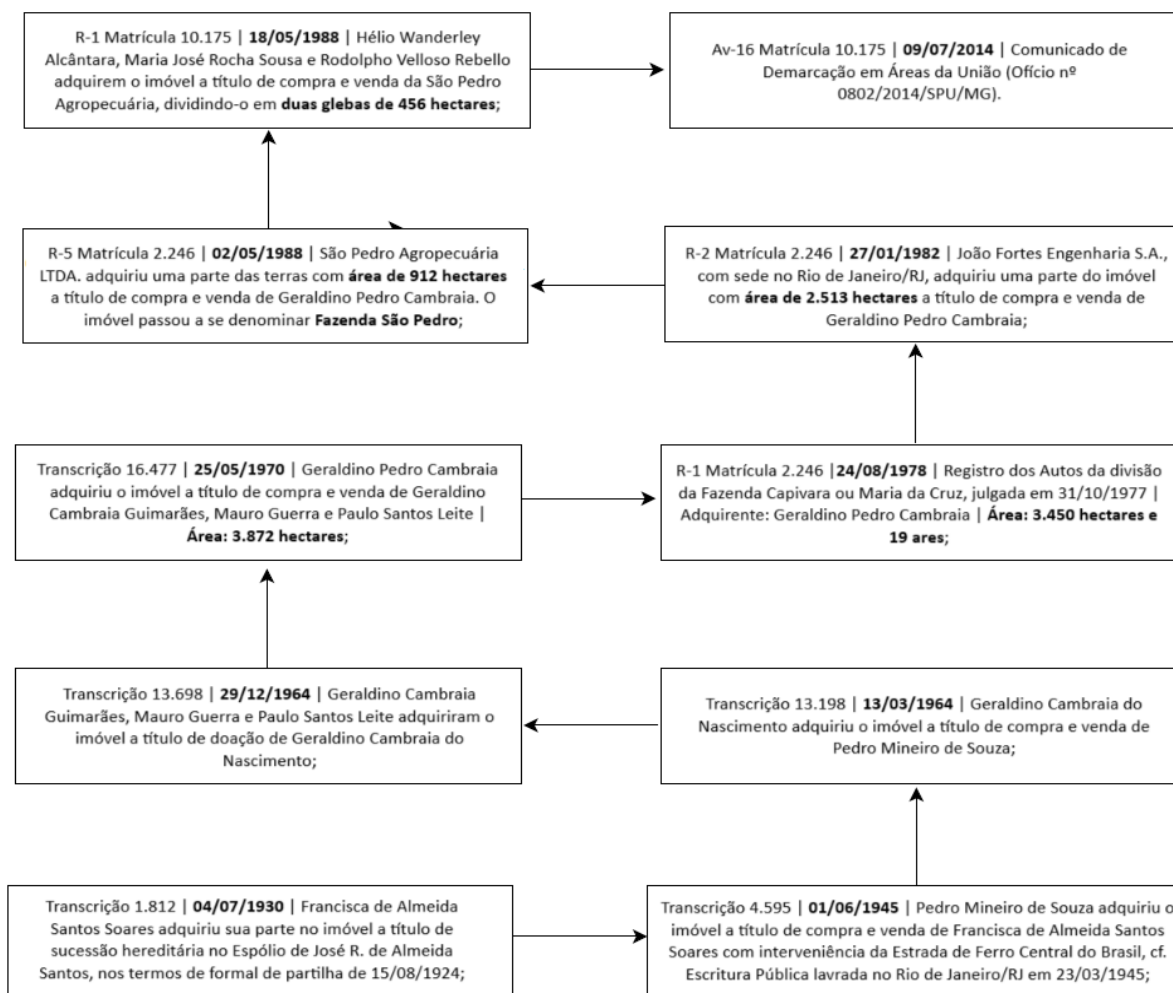 R-1 Matrícula 10.175 | 18/05/1988 | Hélio Wanderley
Alcântara, Maria José Rocha Sousa e Rodolpho Velloso Rebello
adquirem o imóvel a título de compra e venda da São Pedro
Agropecuária, dividindo-o em duas glebas de 456 hectares;
Av-16 Matrícula 10.175 | 09/07/2014 | Comunicado de
Demarcação em Áreas da União (Ofício nº
0802/2014/SPU/MG).
R-5 Matrícula 2.246 | 02/05/1988 | São Pedro Agropecuária
LTDA. adquiriu uma parte das terras com área de 912 hectares
a título de compra e venda de Geraldino Pedro Cambraia. O
imóvel passou a se denominar Fazenda São Pedro;
R-2 Matrícula 2.246 | 27/01/1982 | João Fortes Engenharia S.A.,
com sede no Rio de Janeiro/RJ, adquiriu uma parte do imóvel
com área de 2.513 hectares a título de compra e venda de
Geraldino Pedro Cambraia;
Transcrição 16.477 | 25/05/1970 | Geraldino Pedro Cambraia
adquiriu o imóvel a título de compra e venda de Geraldino
Cambraia Guimarães, Mauro Guerra e Paulo Santos Leite |
Área: 3.872 hectares;
R-1 Matrícula 2.246 |24/08/1978 | Registro dos Autos da divisão
da Fazenda Capivara ou Maria da Cruz, julgada em 31/10/1977 |
Adquirente: Geraldino Pedro Cambraia | Área: 3.450 hectares e
19 ares;
Transcrição 13.698 | 29/12/1964 | Geraldino Cambraia
Guimarães, Mauro Guerra e Paulo Santos Leite adquiriram o
imóvel a título de doação de Geraldino Cambraia do
Nascimento;
Transcrição 13.198 | 13/03/1964 | Geraldino Cambraia do
Nascimento adquiriu o imóvel a título de compra e venda de
Pedro Mineiro de Souza;
Transcrição 1.812 | 04/07/1930 | Francisca de Almeida
Santos Soares adquiriu sua parte no imóvel a título de
sucessão hereditária no Espólio de José R. de Almeida
Santos, nos termos de formal de partilha de 15/08/1924;
Transcrição 4.595 | 01/06/1945 | Pedro Mineiro de Souza adquiriu o
imóvel a título de compra e venda de Francisca de Almeida Santos
Soares com interveniência da Estrada de Ferro Central do Brasil, cf.
Escritura Pública lavrada no Rio de Janeiro/RJ em 23/03/1945;